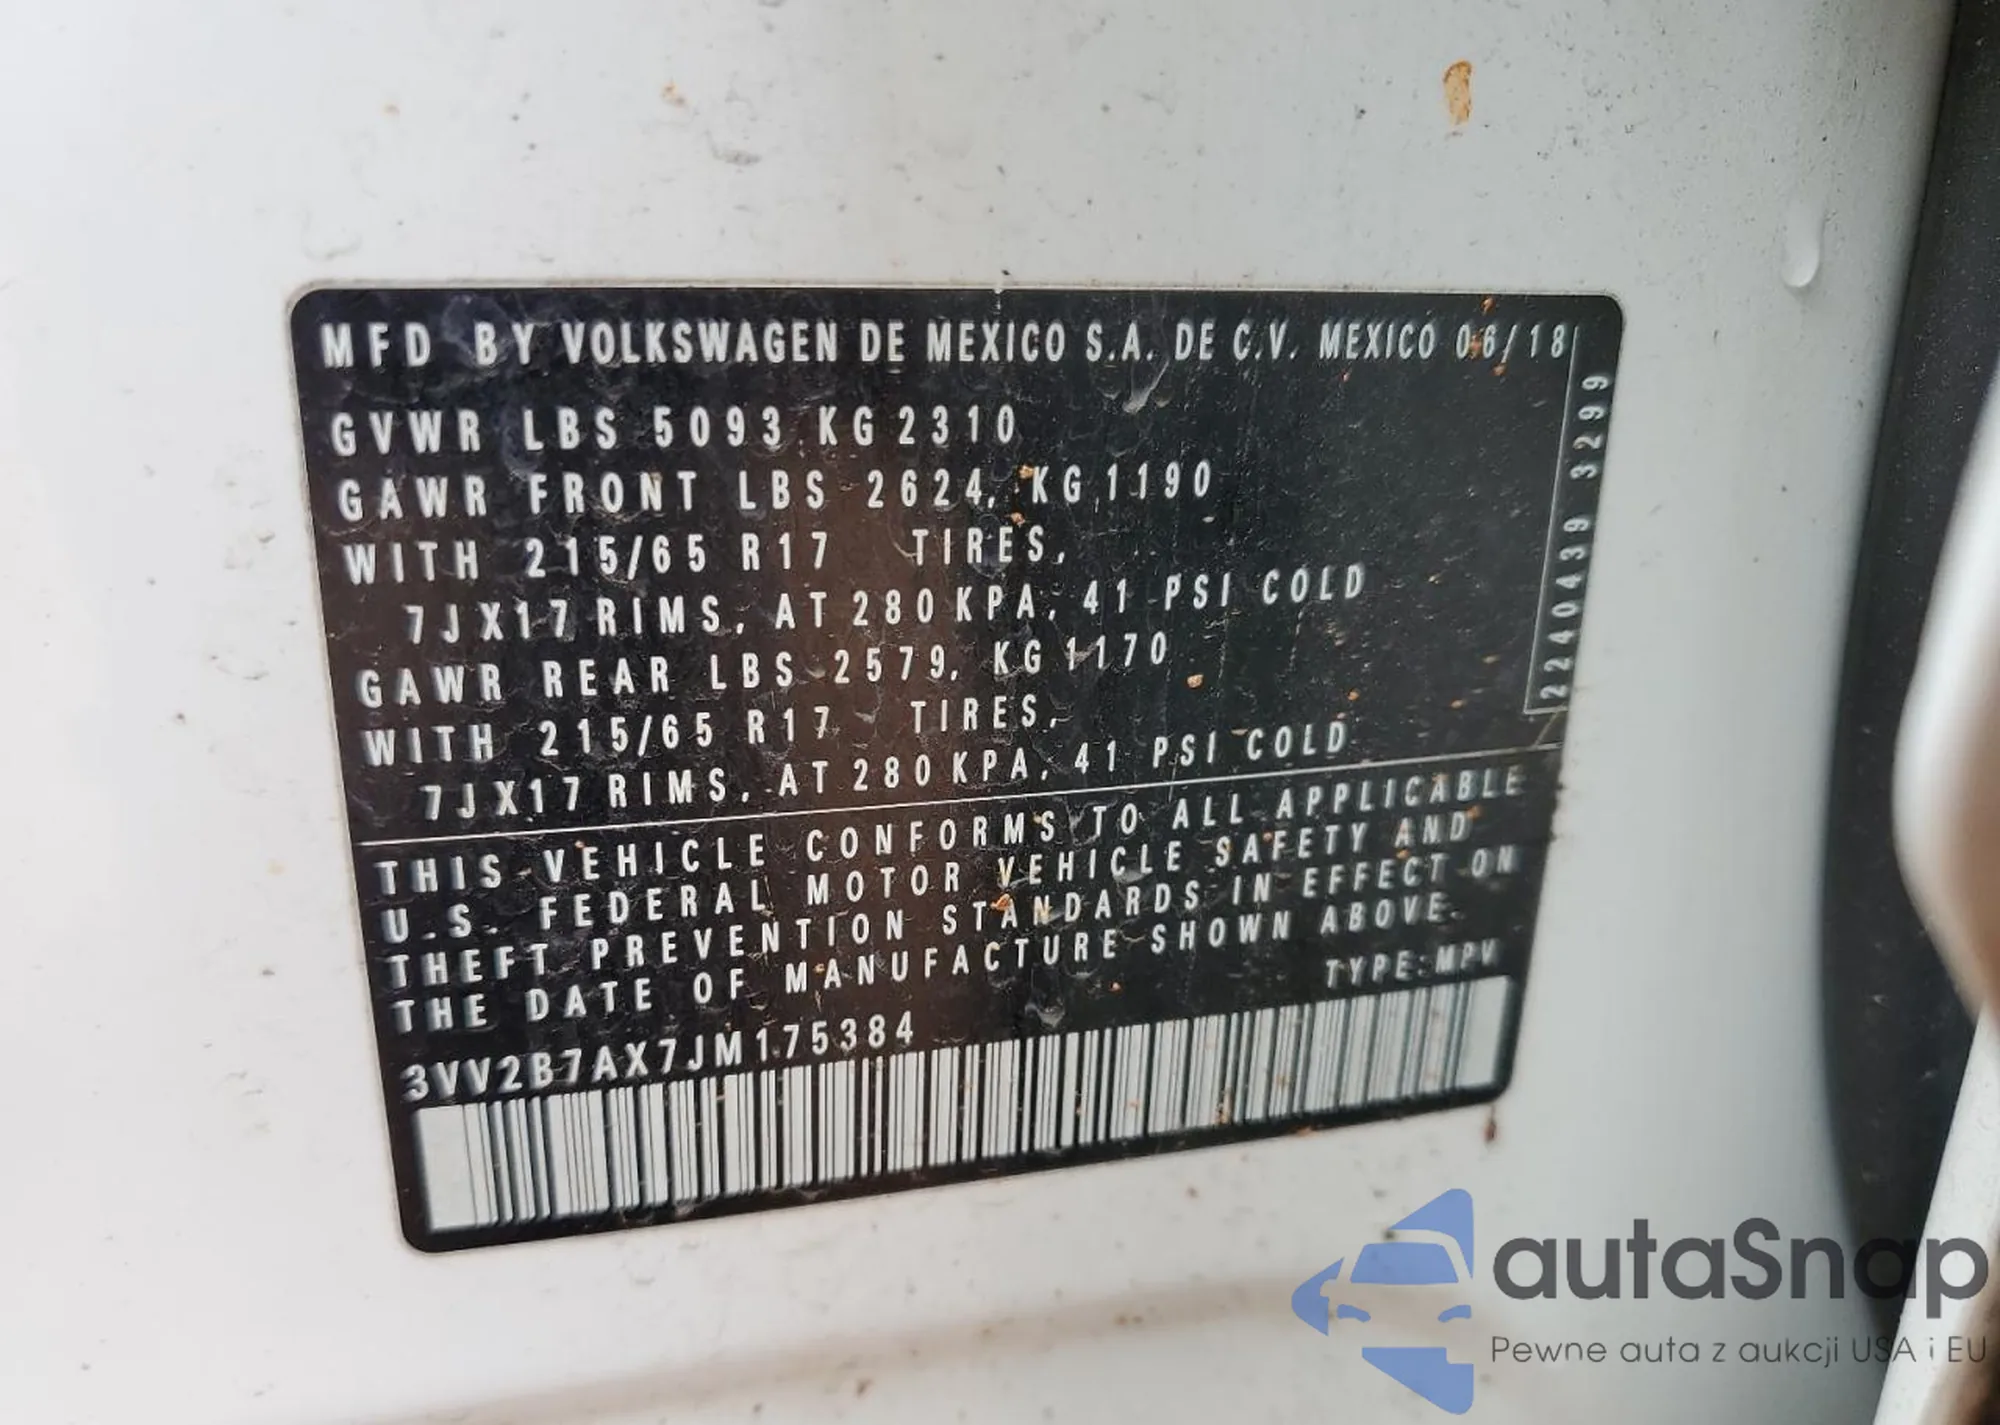 MFD BY VOLKSWAGEN DE MEXICO S.A. DE C.V. MEXICO 06/18
GVWR LBS 5093 KG 2310
GAWR FRONT LBS 2624, KG 1190
WITH 215/65 R17 TIRES,
7JX17 RIMS, AT 280 KPA, 41 PSI COLD
GAWR REAR LBS 2579, KG 1170
WITH 215/65 R17 TIRES,
7JX17 RIMS, AT 280 KPA, 41 PSI COLD
2240439 3299
THIS VEHICLE CONFORMS TO ALL APPLICABLE
U.S. FEDERAL MOTOR VEHICLE SAFETY AND
THEFT PREVENTION STANDARDS IN EFFECT ON
THE DATE OF MANUFACTURE SHOWN ABOVE.
TYPE: MPV
3VV2B7AX7JM175384
autaSnap
Pewne auta z aukcji USA i EU